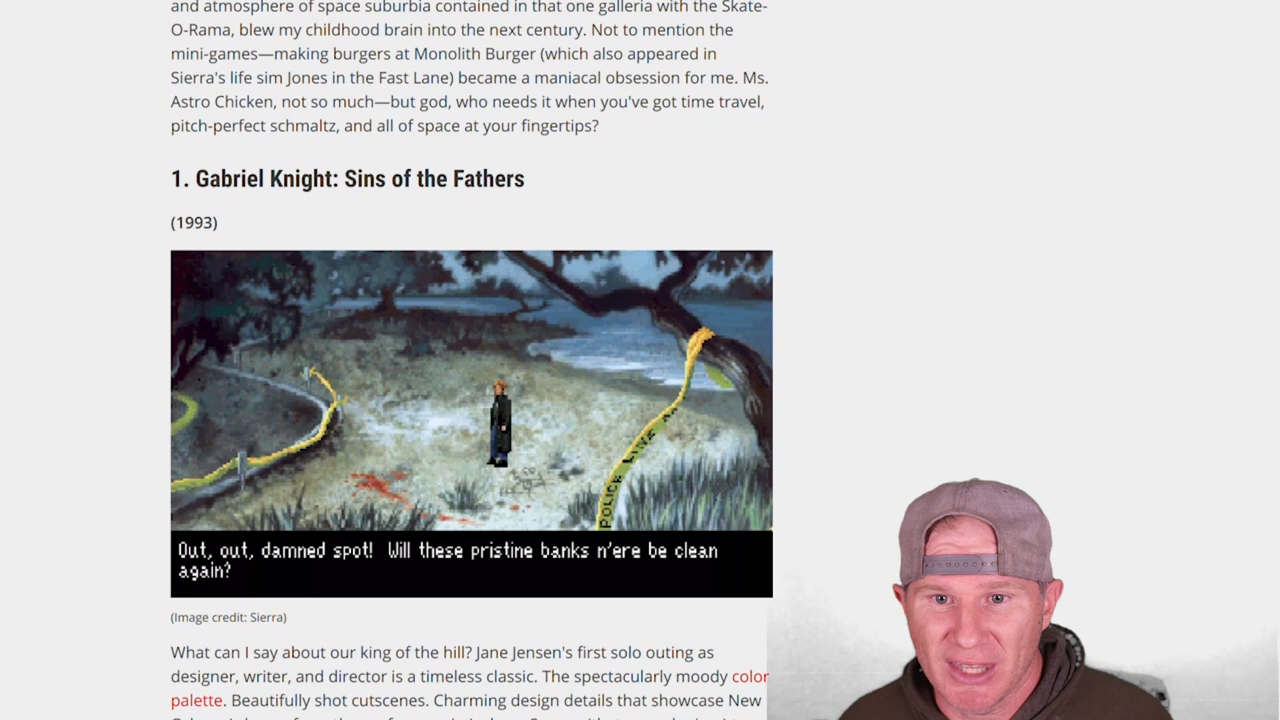 and atmosphere of space suburbia contained in that one galleria with the Skate-
O-Rama, blew my childhood brain into the next century. Not to mention the
mini-games—making burgers at Monolith Burger (which also appeared in
Sierra's life sim Jones in the Fast Lane) became a maniacal obsession for me. Ms.
Astro Chicken, not so much—but god, who needs it when you've got time travel,
pitch-perfect schmaltz, and all of space at your fingertips?
1. Gabriel Knight: Sins of the Fathers
(1993)
POLICE LINE
Out, out, damned spot! Will these pristine banks n'ere be clean
again?
(Image credit: Sierra)
What can I say about our king of the hill? Jane Jensen's first solo outing as
designer, writer, and director is a timeless classic. The spectacularly moody color
palette. Beautifully shot cutscenes. Charming design details that showcase New